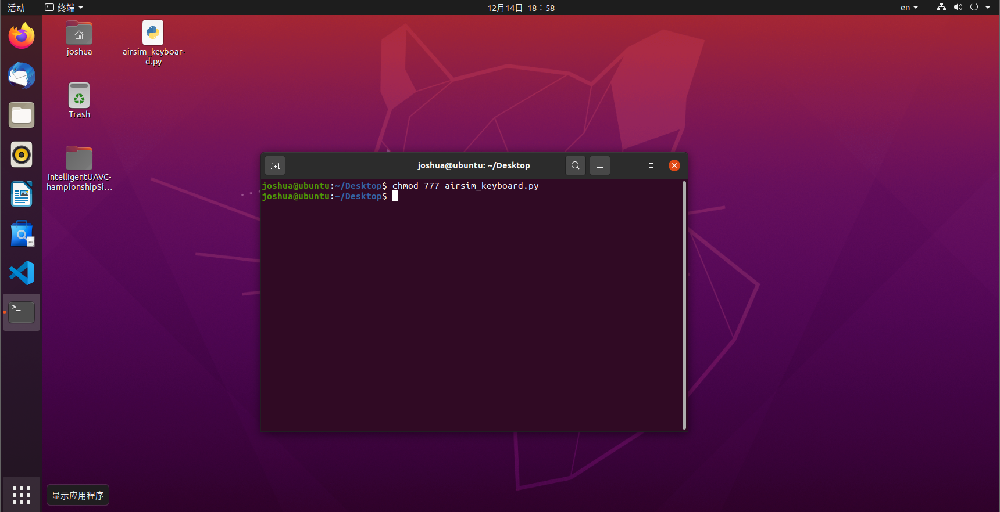 活动
终端
12月14日 18：58
en
joshua
airsim_keyboar-
d.py
Trash
IntelligentUAVC-
hampionshipSi...
joshua@ubuntu: ~/Desktop
joshua@ubuntu:~/Desktop$ chmod 777 airsim_keyboard.py
joshua@ubuntu:~/Desktop$
显示应用程序